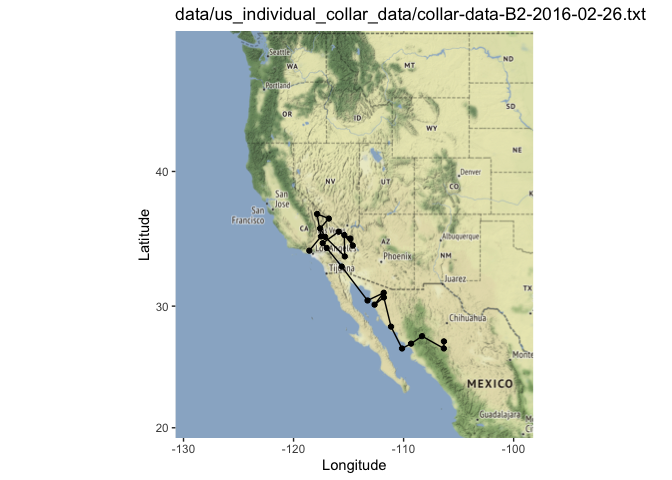 data/us_individual_collar_data/collar-data-B2-2016-02-26.txt
Seattle
WA
MT
ND
Portland
OR
ID
SD
WY
NE
40
San
Jose
San
Francisco
NV
UT
Denver
CO
CA
AZ
Albuquerque
NM
Phoenix
Tijuana
Juarez
TX
30
Chihuahua
Monte
MEXICO
Guadalajara
20
-130
-120
-110
-100
Longitude
Latitude